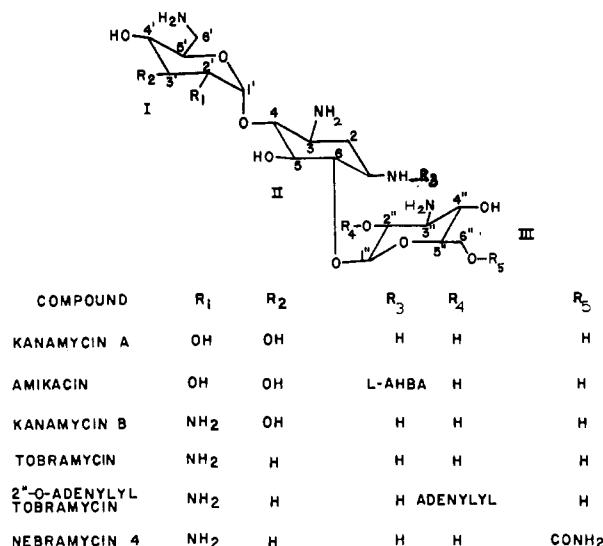 H₂N
HO 4' 6'
5' O
R₂ 3' 2' 1'
R₁
I O 4 NH₂ 2
3
HO 5 6 NH—R₃
II
H₂N 4" OH
R₄—O 2" 3" III
1" O 5" 6"
O O—R₅
COMPOUND R₁ R₂ R₃ R₄ R₅
KANAMYCIN A OH OH H H H
AMIKACIN OH OH L-AHBA H H
KANAMYCIN B NH₂ OH H H H
TOBRAMYCIN NH₂ H H H H
2"-O-ADENYLYL
TOBRAMYCIN NH₂ H H ADENYLYL H
NEBRAMYCIN 4 NH₂ H H H CONH₂